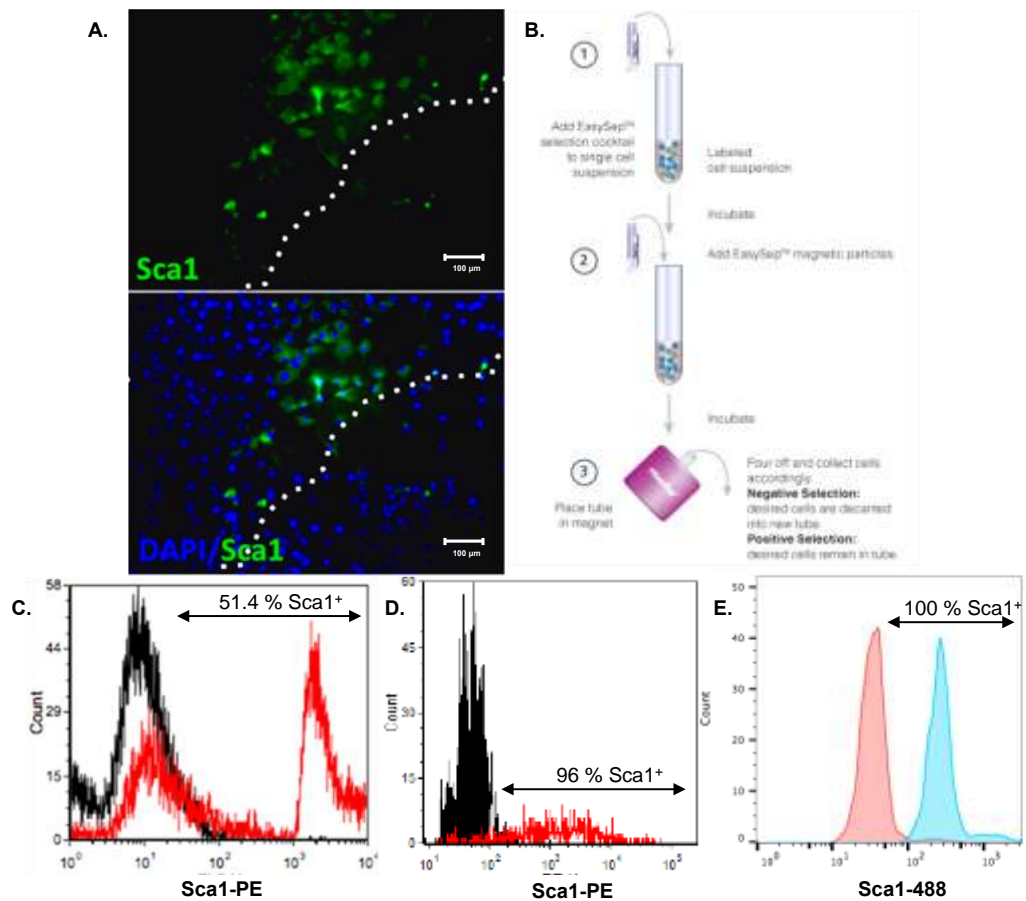 A.
Sca1
100 µm
DAPI/Sca1
100 µm
B.
1
Add EasySep™
selection cocktail
to single cell
suspension
Labeled
cell suspension
Incubate
2
Add EasySep™ magnetic particles
Incubate
3
Place tube
in magnet
Pour off and collect cells
accordingly
Negative Selection:
desired cells are decanted
into new tube.
Positive Selection:
desired cells remain in tube.
C.
51.4 % Sca1⁺
58
44
29
15
0
Count
10⁰ 10¹ 10² 10³ 10⁴
Sca1-PE
D.
96 % Sca1⁺
60
45
30
15
0
Count
10¹ 10² 10³ 10⁴ 10⁵
Sca1-PE
E.
100 % Sca1⁺
50
40
30
20
10
0
Count
10⁰ 10¹ 10² 10³
Sca1-488